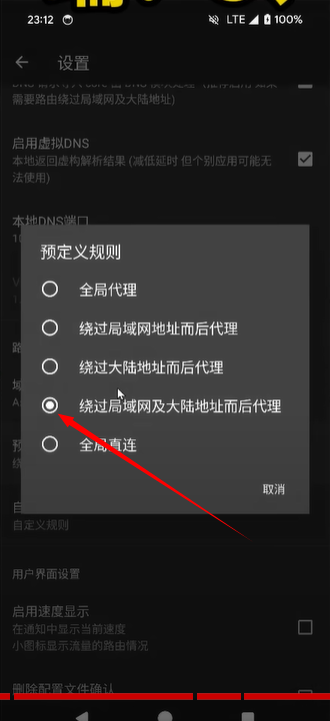 23:12
LTE
100%
设置
需要路由绕过局域网及大陆地址)
启用虚拟DNS
本地返回虚构解析结果 (减低延时 但个别应用可能无
法使用)
本地DNS端口
预定义规则
全局代理
绕过局域网地址而后代理
绕过大陆地址而后代理
绕过局域网及大陆地址而后代理
全局直连
取消
自定义规则
用户界面设置
启用速度显示
在通知中显示当前速度
小图标显示流量的路由情况
删除配置文件确认